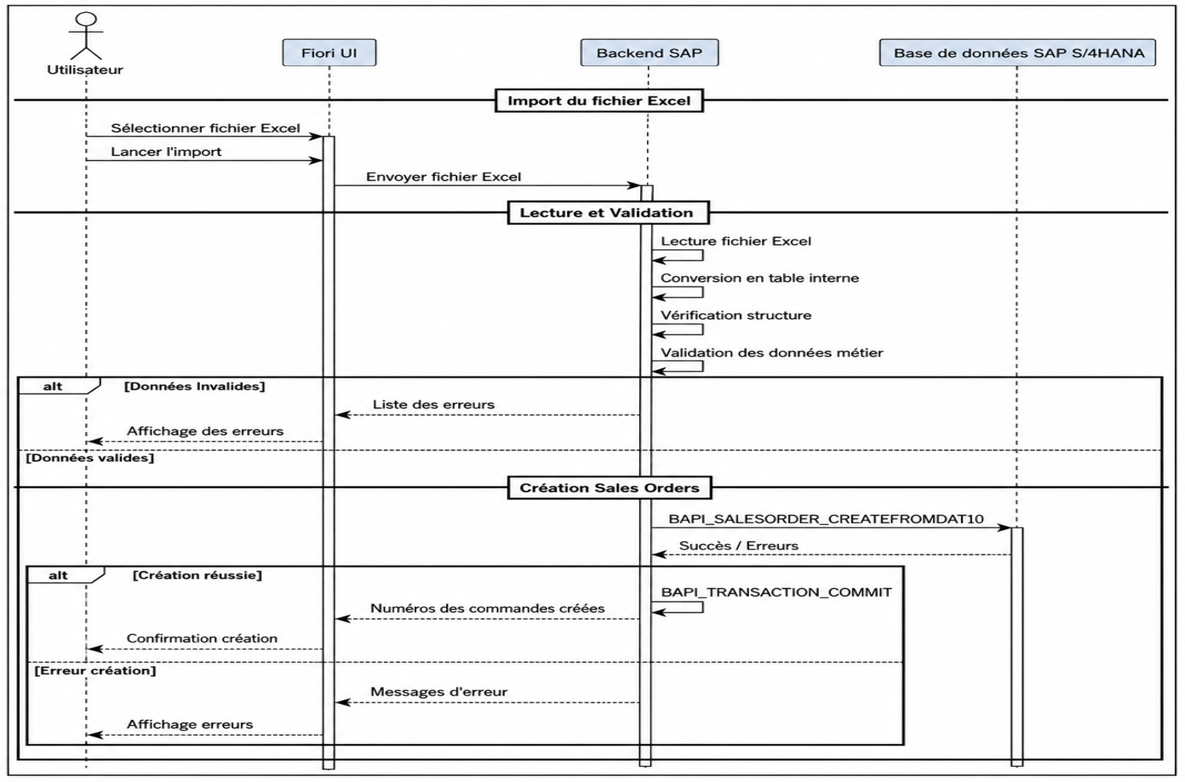 Utilisateur
Fiori UI
Backend SAP
Base de données SAP S/4HANA
Import du fichier Excel
Sélectionner fichier Excel
Lancer l'import
Envoyer fichier Excel
Lecture et Validation
Lecture fichier Excel
Conversion en table interne
Vérification structure
Validation des données métier
alt [Données Invalides]
Liste des erreurs
Affichage des erreurs
[Données valides]
Création Sales Orders
BAPI_SALESORDER_CREATEFROMDAT10
Succès / Erreurs
alt [Création réussie]
BAPI_TRANSACTION_COMMIT
Numéros des commandes créées
Confirmation création
[Erreur création]
Messages d'erreur
Affichage erreurs